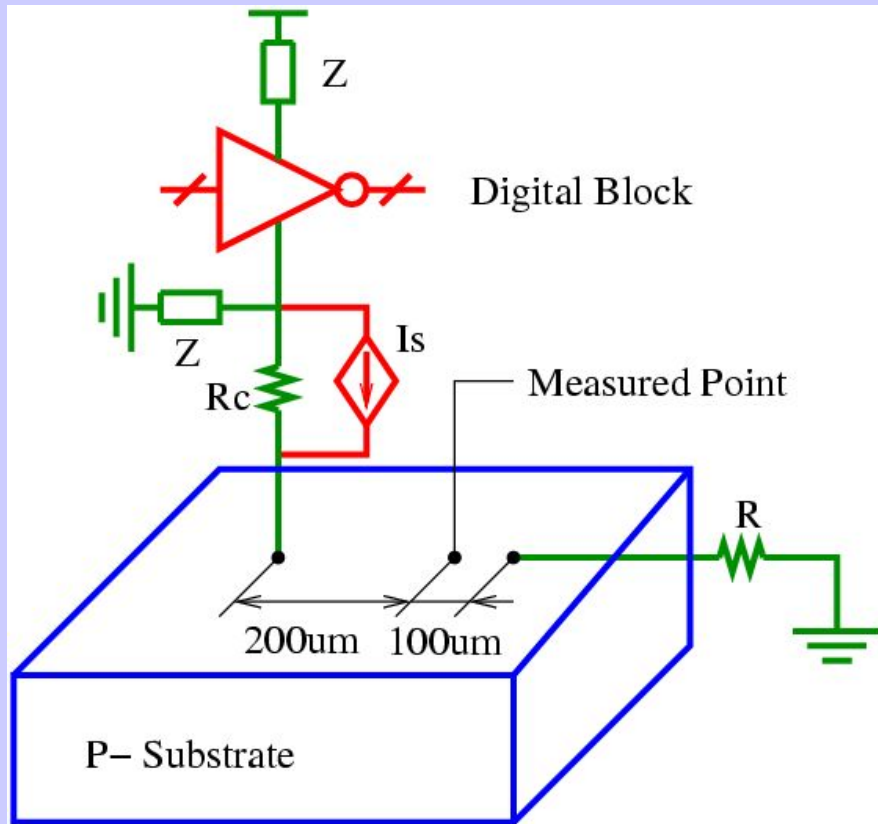 Z
Digital Block
Z
Is
Rc
Measured Point
R
200um
100um
P− Substrate